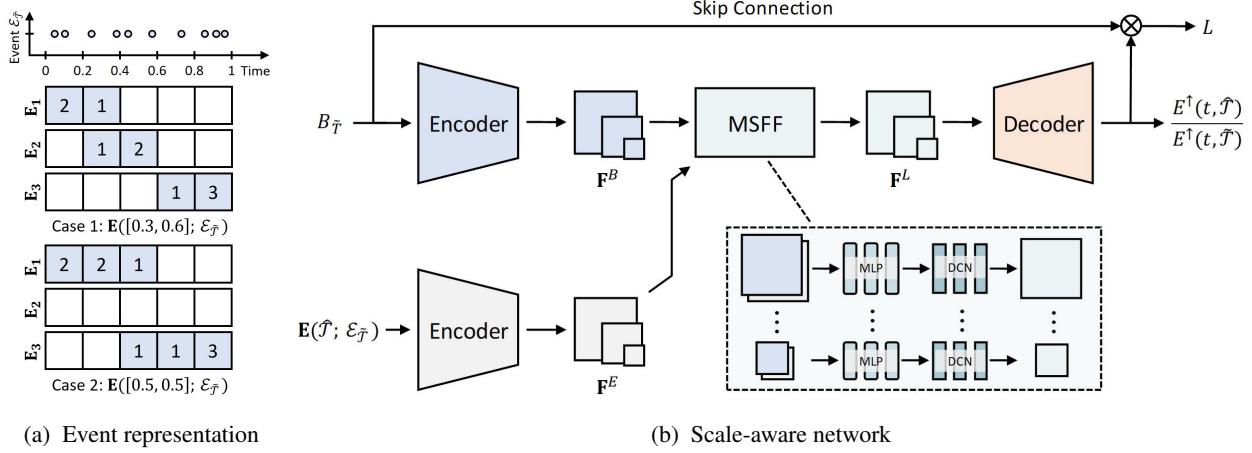 Event ℰ_𝒯̃
0 0.2 0.4 0.6 0.8 1 Time
E₁ 2 1
E₂ 1 2
E₃ 1 3
Case 1: E([0.3, 0.6]; ℰ_𝒯̃)
E₁ 2 2 1
E₂
E₃ 1 1 3
Case 2: E([0.5, 0.5]; ℰ_𝒯̃)
(a) Event representation
Skip Connection
L
B_𝒯̃
Encoder
Fᴮ
MSFF
Fᴸ
Decoder
E↑(t, 𝒯̂)
E↑(t, 𝒯̃)
E(𝒯̂; ℰ_𝒯̃)
Encoder
Fᴱ
MLP DCN
MLP DCN
(b) Scale-aware network